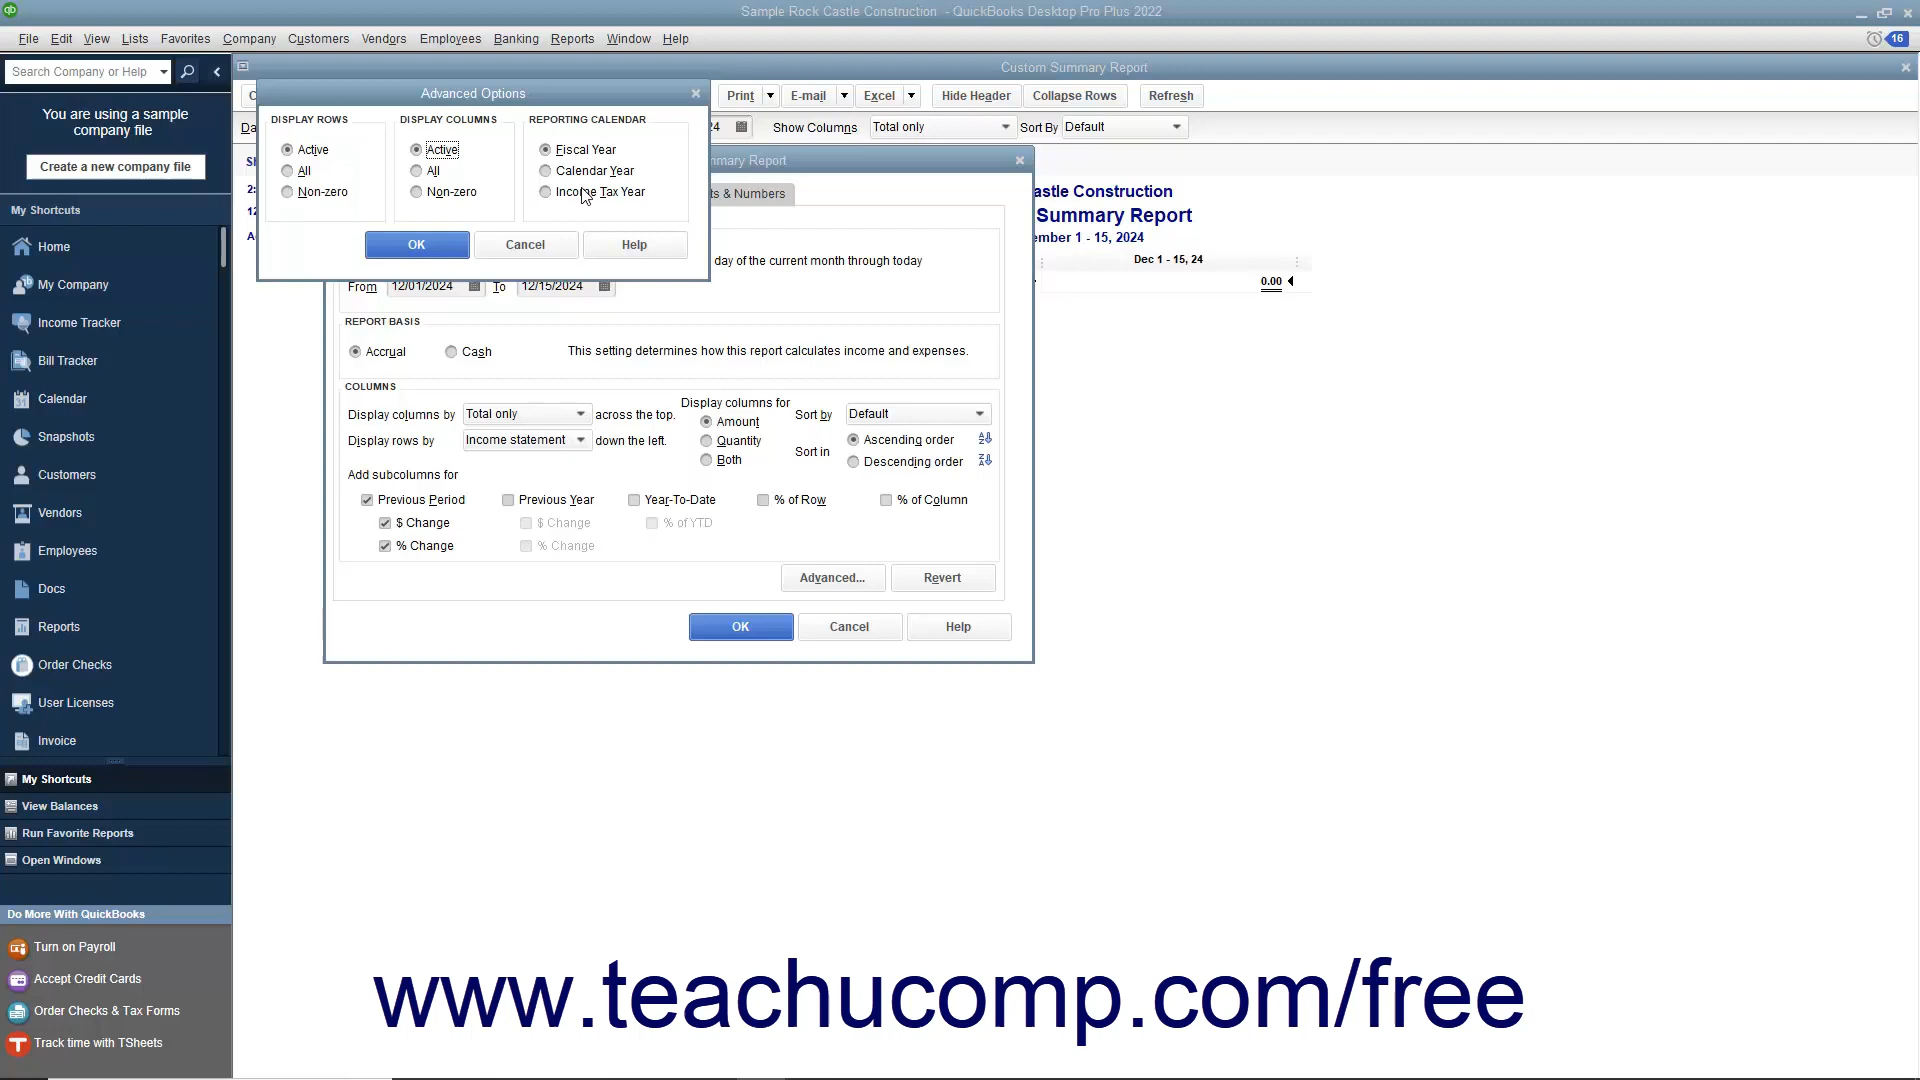 Sample Rock Castle Construction - QuickBooks Desktop Pro Plus 2022
File Edit View Lists Favorites Company Customers Vendors Employees Banking Reports Window Help
16
Search Company or Help
Custom Summary Report
You are using a sample
company file
Create a new company file
My Shortcuts
Home
My Company
Income Tracker
Bill Tracker
Calendar
Snapshots
Customers
Vendors
Employees
Docs
Reports
Order Checks
User Licenses
Invoice
My Shortcuts
View Balances
Run Favorite Reports
Open Windows
Do More With QuickBooks
Turn on Payroll
Accept Credit Cards
Order Checks & Tax Forms
Track time with TSheets
Print E-mail Excel Hide Header Collapse Rows Refresh
Da 24 Show Columns Total only Sort By Default
Advanced Options
DISPLAY ROWS DISPLAY COLUMNS REPORTING CALENDAR
Active Active Fiscal Year
All All Calendar Year
Non-zero Non-zero Income Tax Year
OK Cancel Help
mmary Report
ts & Numbers
day of the current month through today
From 12/01/2024 To 12/15/2024
REPORT BASIS
Accrual Cash This setting determines how this report calculates income and expenses.
COLUMNS
Display columns by Total only across the top.
Display rows by Income statement down the left.
Display columns for
Amount
Quantity
Both
Sort by Default
Sort in Ascending order
Descending order
Add subcolumns for
Previous Period Previous Year Year-To-Date % of Row % of Column
$ Change $ Change % of YTD
% Change % Change
Advanced... Revert
OK Cancel Help
astle Construction
Summary Report
ember 1 - 15, 2024
Dec 1 - 15, 24
0.00
www.teachucomp.com/free